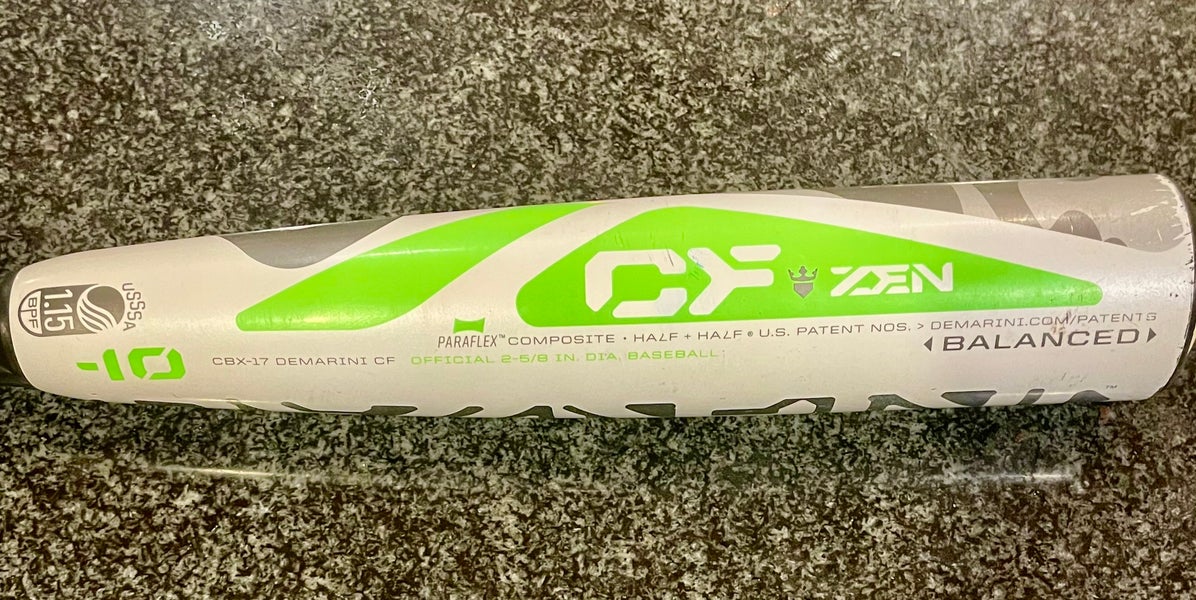 CF ZEN
USSSA
1.15
BPF
-10
CBX-17 DEMARINI CF OFFICIAL 2-5/8 IN. DIA. BASEBALL
PARAFLEX™ COMPOSITE • HALF + HALF ® U.S. PATENT NOS. > DEMARINI.COM/PATENTS
BALANCED
™